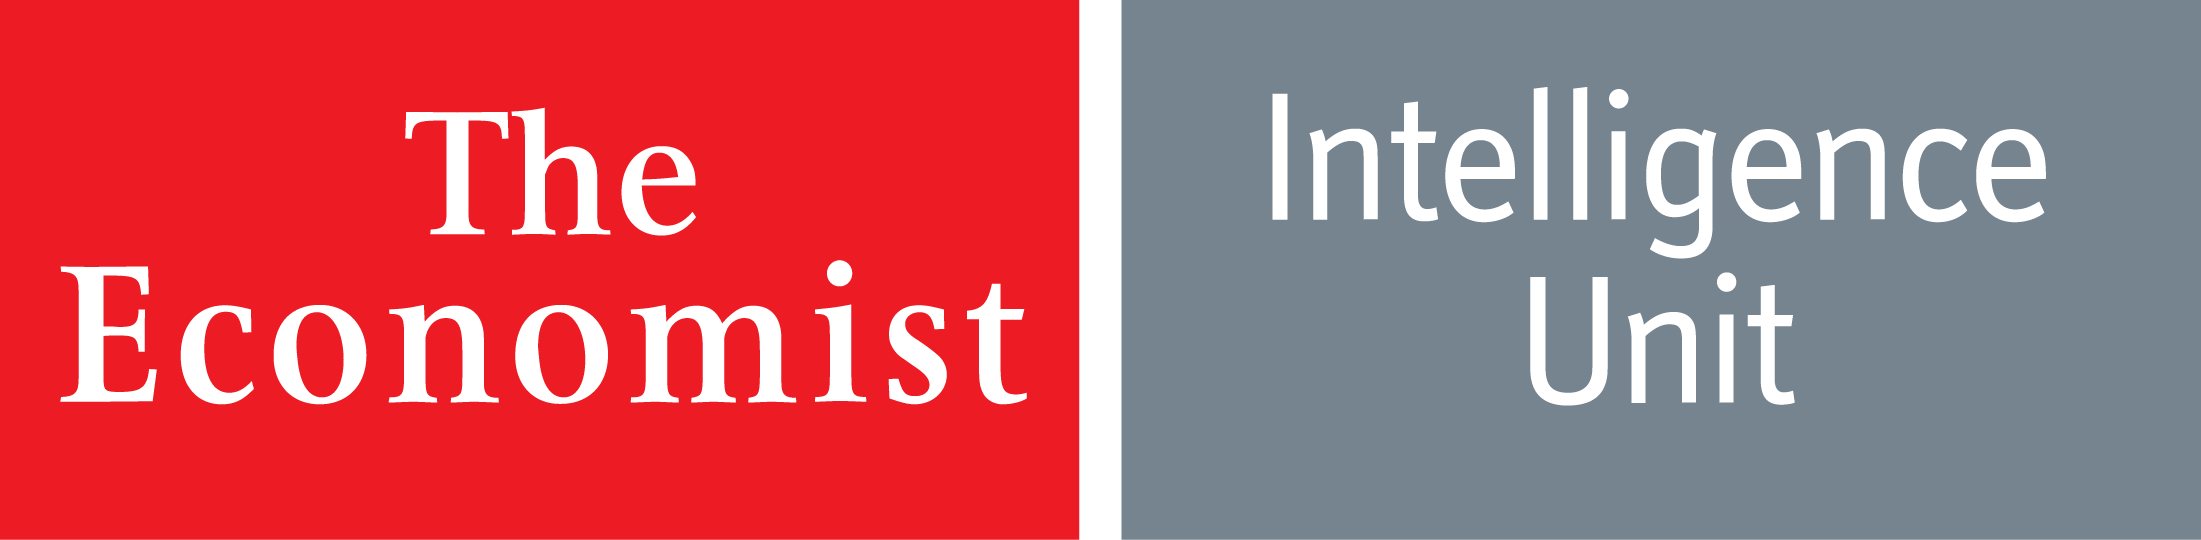 The
Economist
Intelligence
Unit